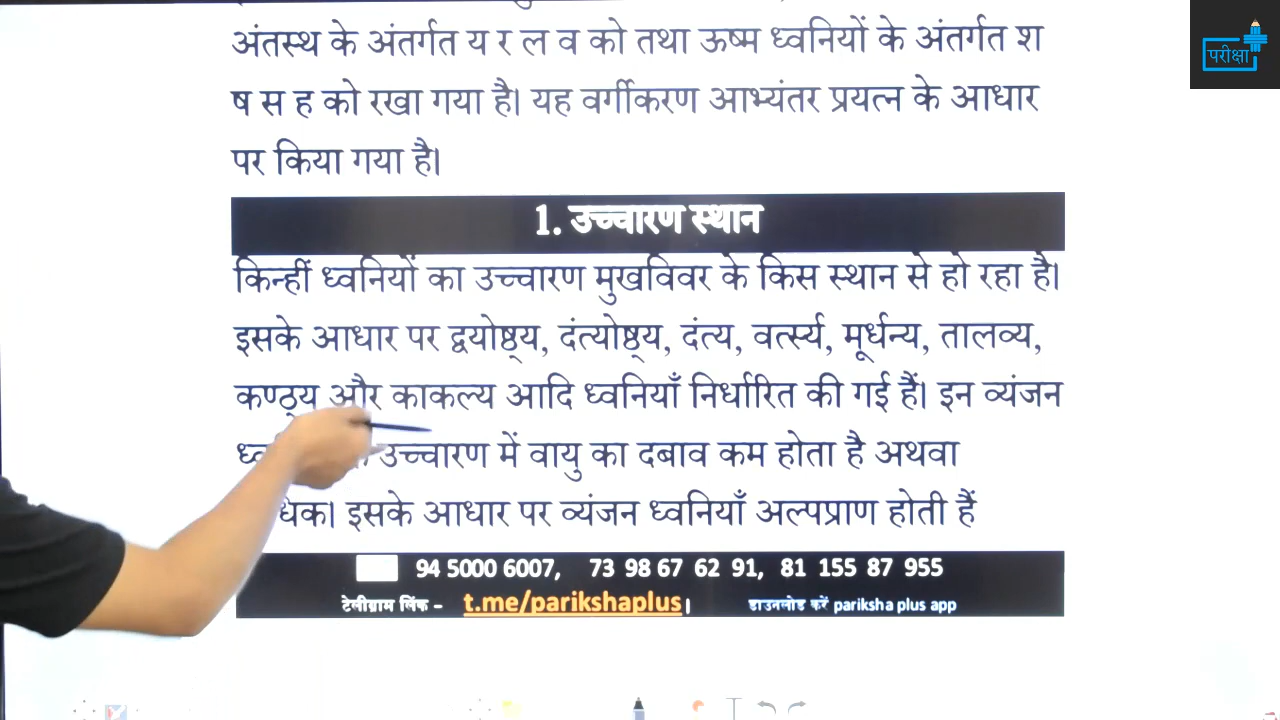 अंतस्थ के अंतर्गत य र ल व को तथा ऊष्म ध्वनियों के अंतर्गत श
ष स ह को रखा गया है। यह वर्गीकरण आभ्यंतर प्रयत्न के आधार
पर किया गया है।
1. उच्चारण स्थान
किन्हीं ध्वनियों का उच्चारण मुखविवर के किस स्थान से हो रहा है।
इसके आधार पर द्वयोष्ठ्य, दंत्योष्ठ्य, दंत्य, वर्त्स्य, मूर्धन्य, तालव्य,
कण्ठ्य और काकल्य आदि ध्वनियाँ निर्धारित की गई हैं। इन व्यंजन
उच्चारण में वायु का दबाव कम होता है अथवा
इसके आधार पर व्यंजन ध्वनियाँ अल्पप्राण होती हैं
94 5000 6007, 73 98 67 62 91, 81 155 87 955
टेलीग्राम लिंक - t.me/parikshaplus। डाउनलोड करें pariksha plus app
परीक्षा